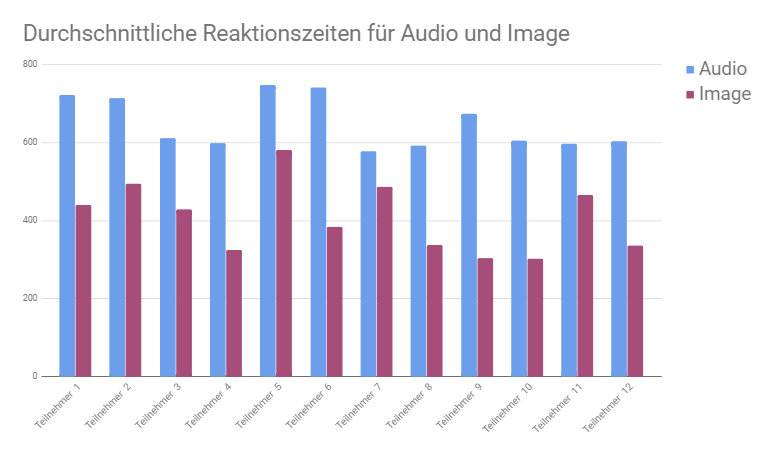 Durchschnittliche Reaktionszeiten für Audio und Image
Audio
Image
800
600
400
200
0
Teilnehmer 1
Teilnehmer 2
Teilnehmer 3
Teilnehmer 4
Teilnehmer 5
Teilnehmer 6
Teilnehmer 7
Teilnehmer 8
Teilnehmer 9
Teilnehmer 10
Teilnehmer 11
Teilnehmer 12